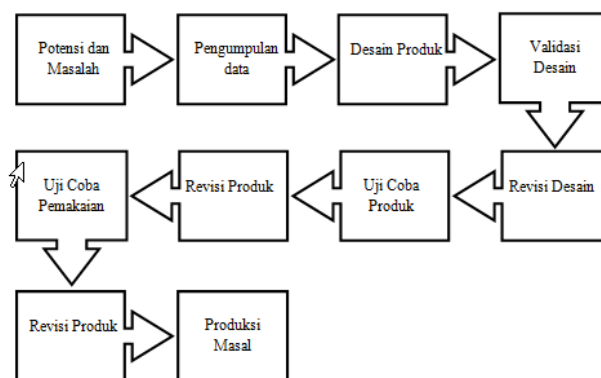 Potensi dan
Masalah
Pengumpulan
data
Desain Produk
Validasi
Desain
Revisi Desain
Uji Coba
Produk
Revisi Produk
Uji Coba
Pemakaian
Revisi Produk
Produksi
Masal